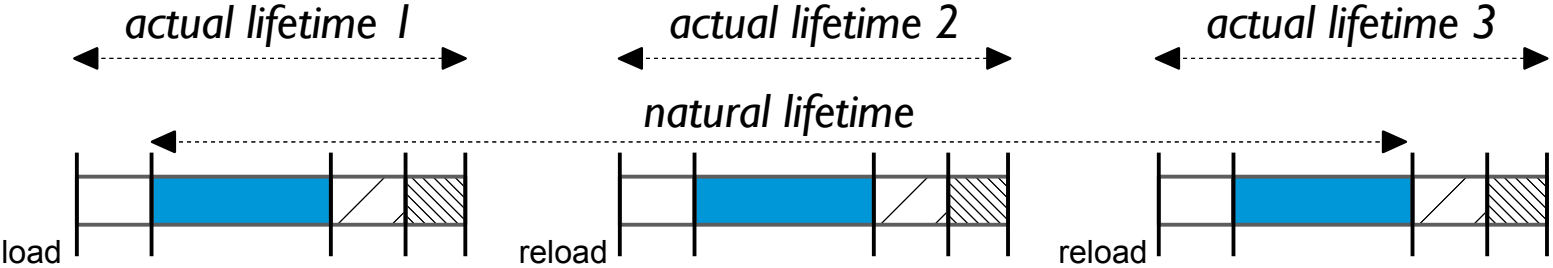 actual lifetime 1 actual lifetime 2 actual lifetime 3
natural lifetime
load reload reload